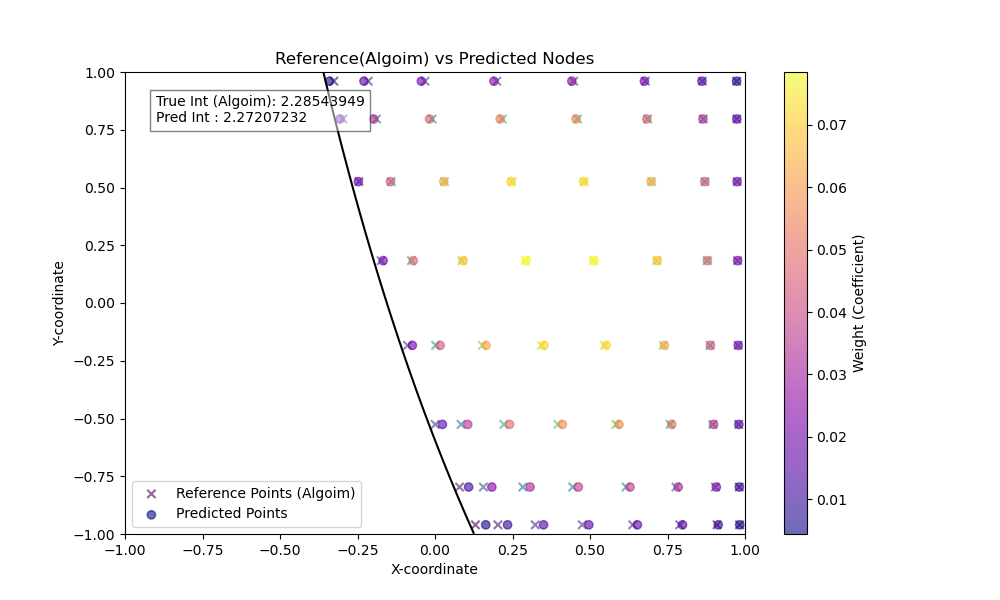 Reference(Algoim) vs Predicted Nodes
True Int (Algoim): 2.28543949
Pred Int : 2.27207232
Y-coordinate
1.00
0.75
0.50
0.25
0.00
−0.25
−0.50
−0.75
−1.00
Reference Points (Algoim)
Predicted Points
−1.00 −0.75 −0.50 −0.25 0.00 0.25 0.50 0.75 1.00
X-coordinate
0.07
0.06
0.05
0.04
0.03
0.02
0.01
Weight (Coefficient)